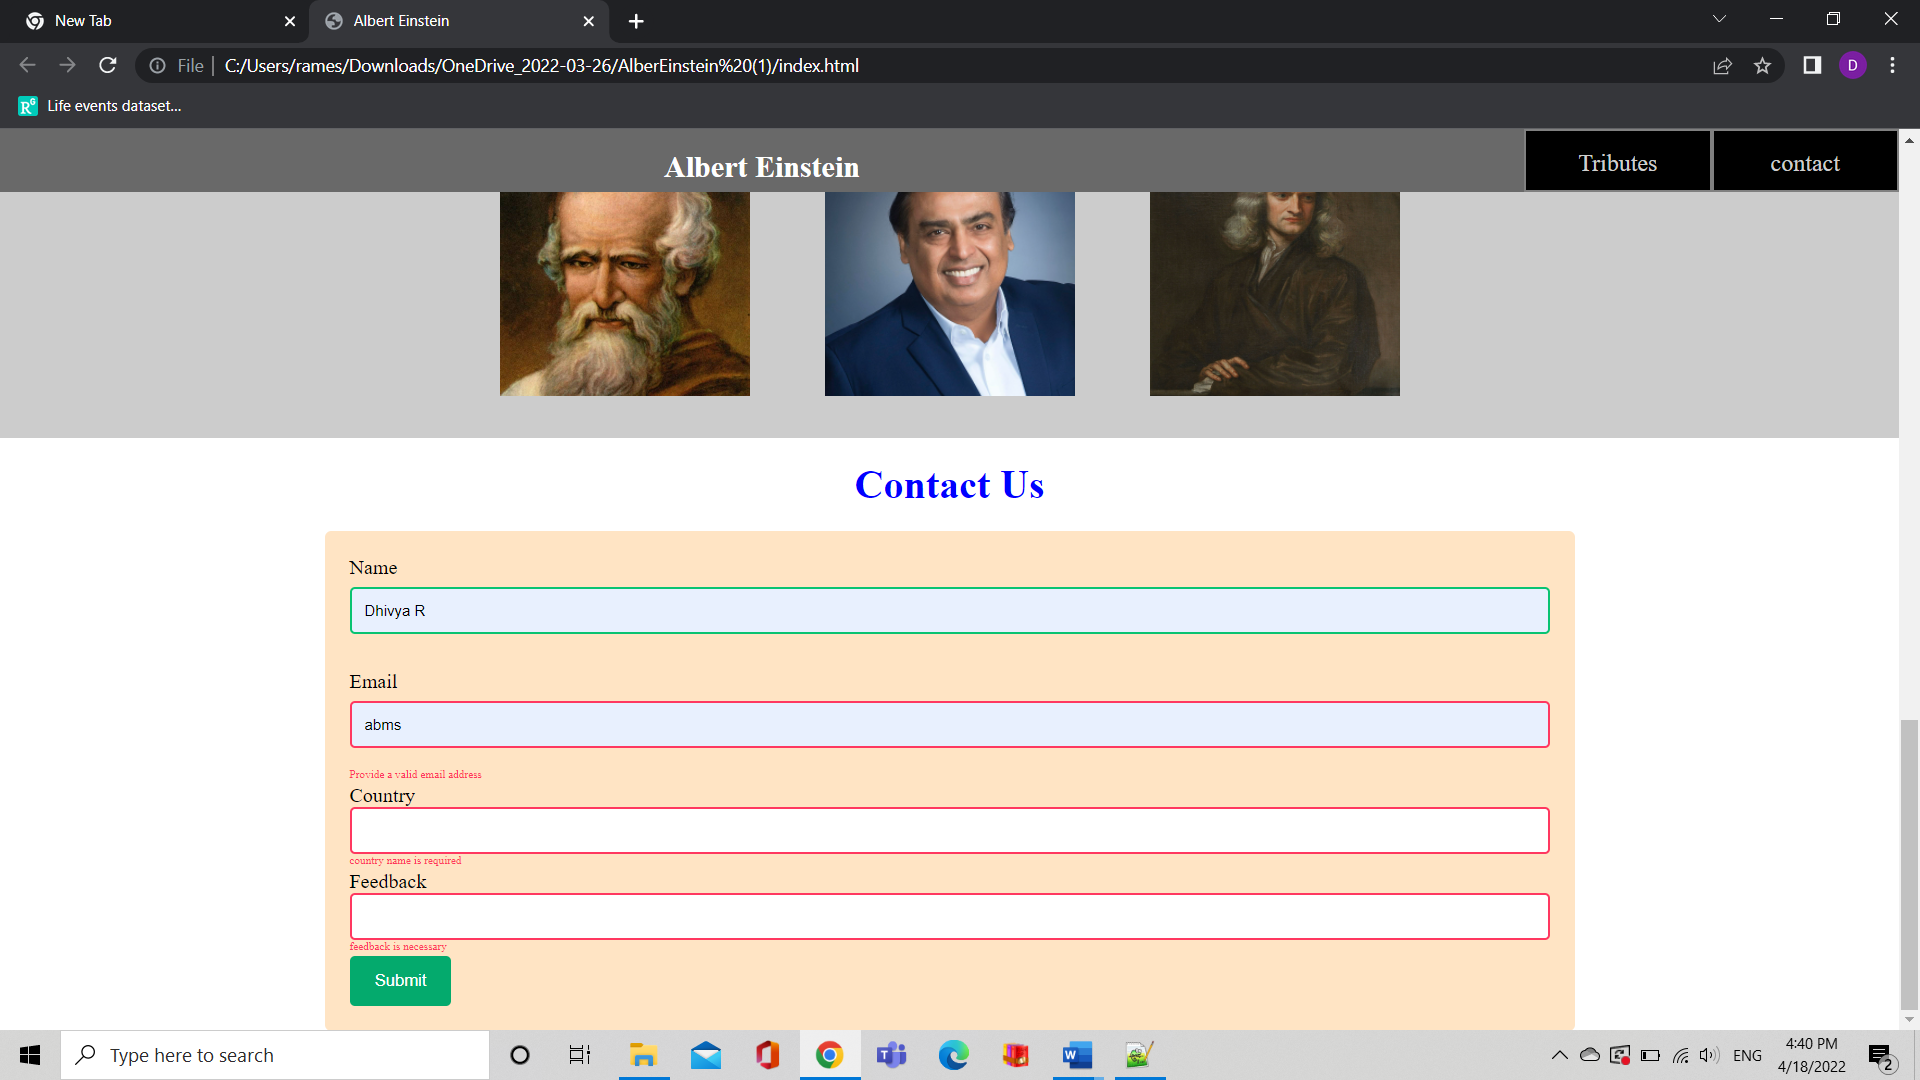 New Tab
Albert Einstein
File
C:/Users/rames/Downloads/OneDrive_2022-03-26/AlberEinstein%20(1)/index.html
D
RG Life events dataset...
Albert Einstein
Tributes
contact
Contact Us
Name
Dhivya R
Email
abms
Provide a valid email address
Country
country name is required
Feedback
feedback is necessary
Submit
Type here to search
ENG
4:40 PM
4/18/2022
2